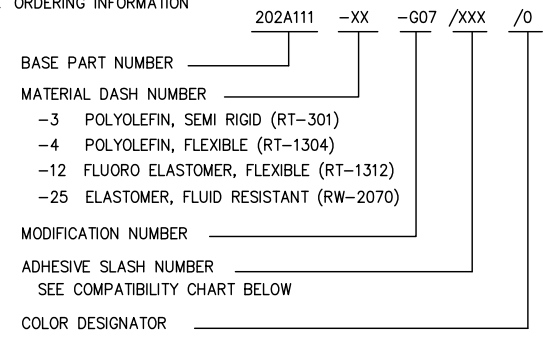 ORDERING INFORMATION
202A111 -XX -G07 /XXX /0
BASE PART NUMBER
MATERIAL DASH NUMBER
-3 POLYOLEFIN, SEMI RIGID (RT-301)
-4 POLYOLEFIN, FLEXIBLE (RT-1304)
-12 FLUORO ELASTOMER, FLEXIBLE (RT-1312)
-25 ELASTOMER, FLUID RESISTANT (RW-2070)
MODIFICATION NUMBER
ADHESIVE SLASH NUMBER
SEE COMPATIBILITY CHART BELOW
COLOR DESIGNATOR